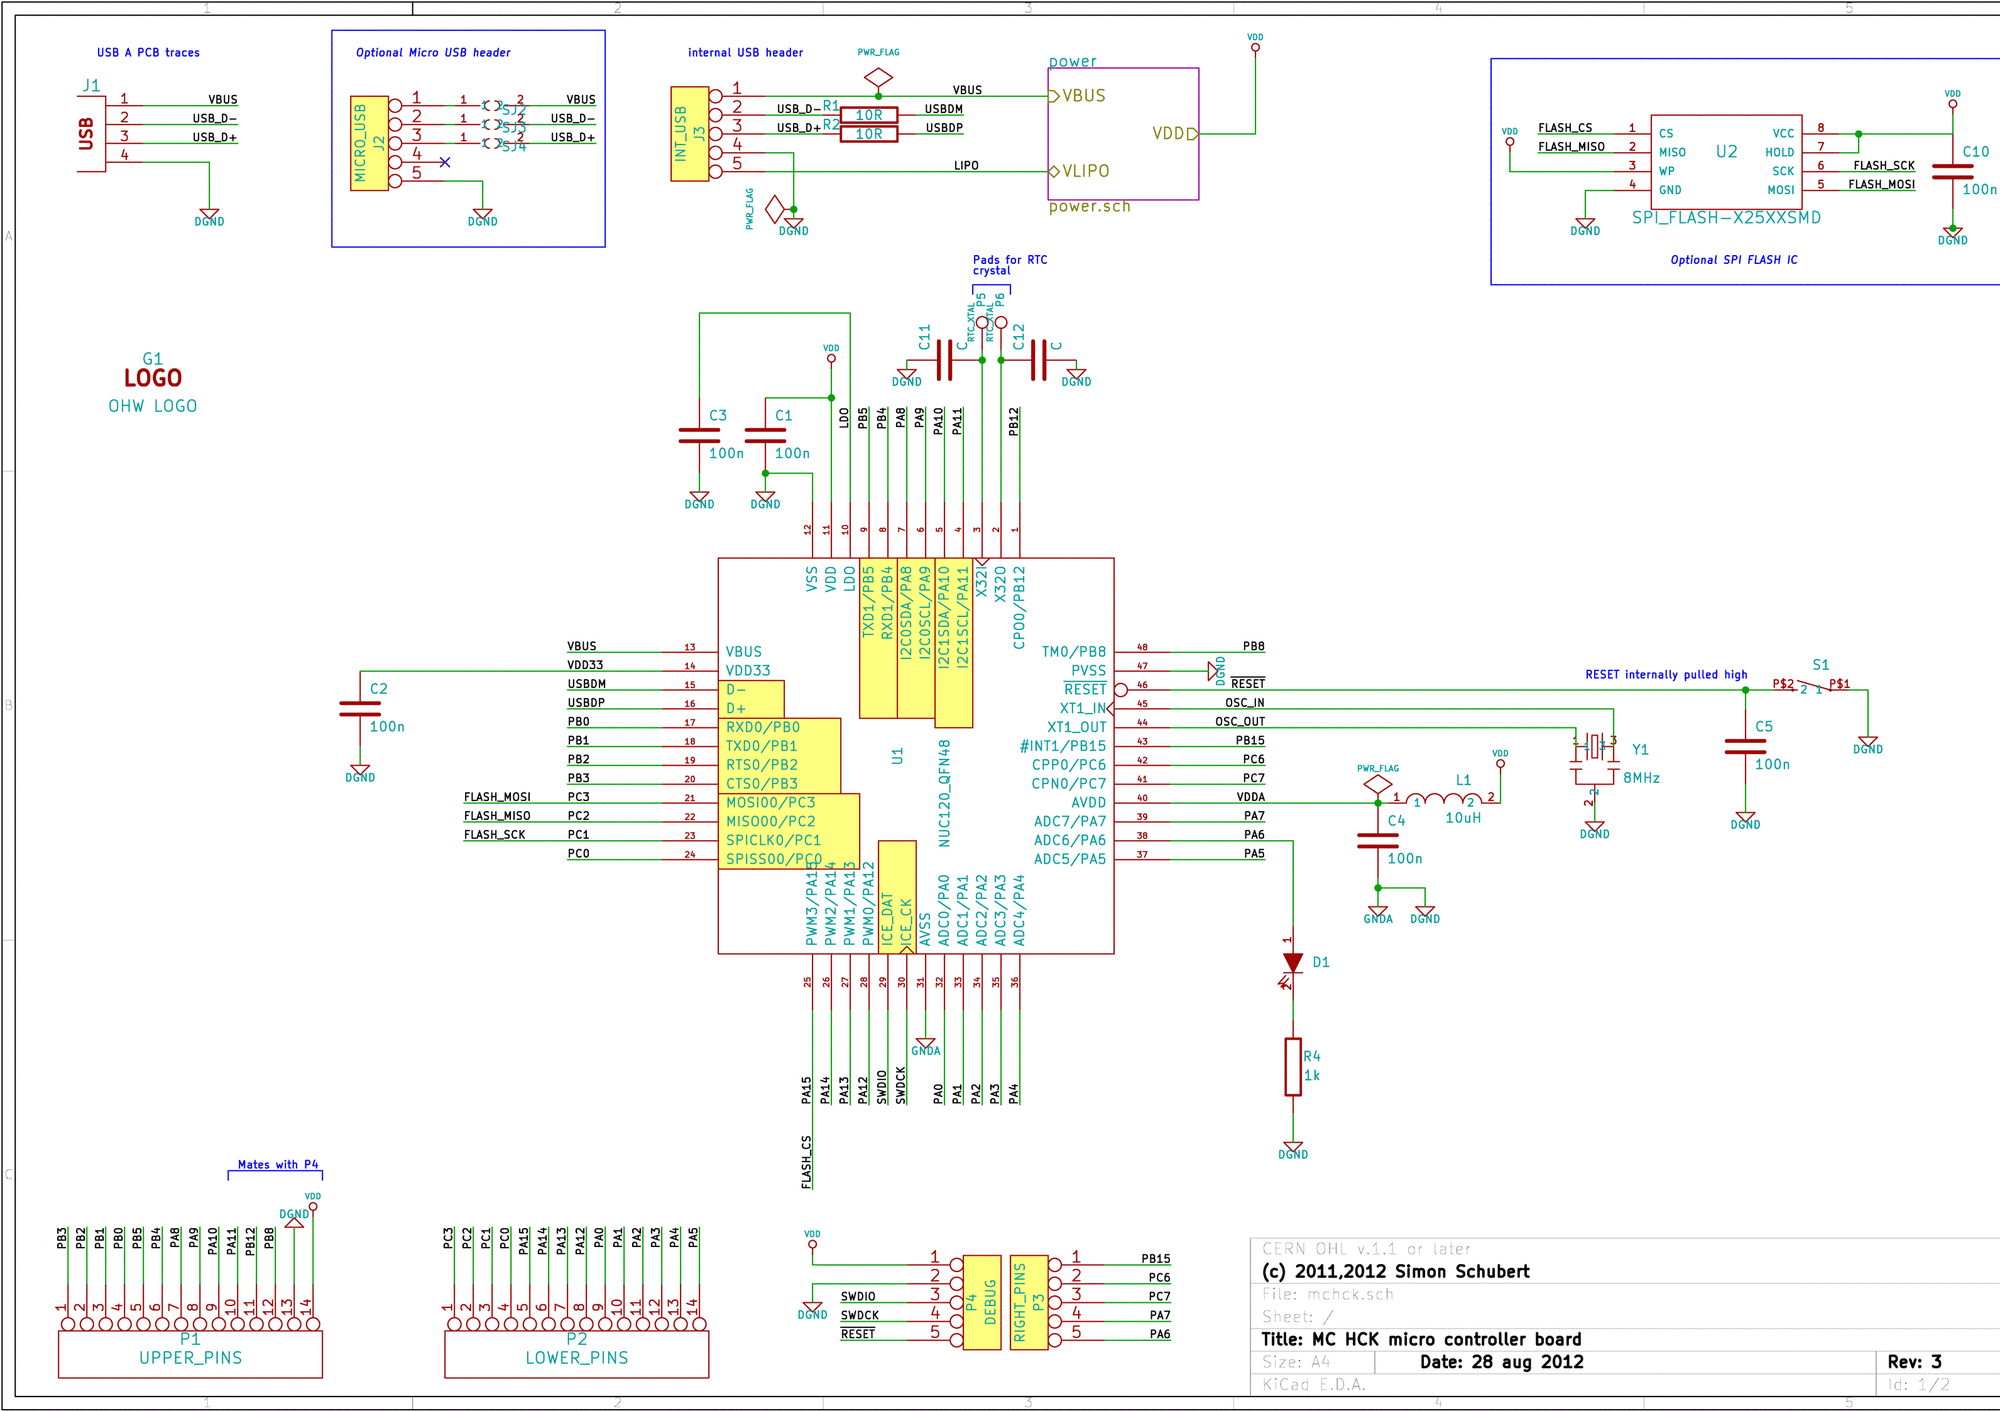 1 2 3 4 5
USB A PCB traces
J1
USB
1 VBUS
2 USB_D-
3 USB_D+
4
DGND
Optional Micro USB header
MICRO_USB
J2
1 1 2 2 VBUS
SJ2
2 1 2 2 USB_D-
SJ3
3 1 2 2 USB_D+
SJ4
4
5
DGND
internal USB header
INT_USB
J3
1
2 USB_D- R1 10R USBDM
3 USB_D+ R2 10R USBDP
4
5 LIPO
PWR_FLAG
VBUS
PWR_FLAG
DGND
power
VBUS
VDD
VLIPO
power.sch
VDD
VDD
FLASH_CS 1 CS
FLASH_MISO 2 MISO
3 WP
4 GND
U2
VCC 8
HOLD 7
SCK 6 FLASH_SCK
MOSI 5 FLASH_MOSI
SPI_FLASH-X25XXSMD
DGND
VDD
C10
100n
DGND
Optional SPI FLASH IC
A
Pads for RTC
crystal
RTC_XTAL
P5
RTC_XTAL
P6
C11
C
C12
C
DGND
DGND
G1
LOGO
OHW LOGO
VDD
C3
100n
C1
100n
DGND
DGND
LDO
PB5
PB4
PA8
PA9
PA10
PA11
PB12
12 VSS
11 VDD
10 LDO
9 TXD1/PB5
8 RXD1/PB4
7 I2C0SDA/PA8
6 I2C0SCL/PA9
5 I2C1SDA/PA10
4 I2C1SCL/PA11
3 X32I
2 X32O
1 CPO0/PB12
B
VBUS 13 VBUS
VDD33 14 VDD33
USBDM 15 D-
USBDP 16 D+
PB0 17 RXD0/PB0
PB1 18 TXD0/PB1
PB2 19 RTS0/PB2
PB3 20 CTS0/PB3
FLASH_MOSI PC3 21 MOSI00/PC3
FLASH_MISO PC2 22 MISO00/PC2
FLASH_SCK PC1 23 SPICLK0/PC1
PC0 24 SPISS00/PC0
C2
100n
DGND
U1
NUC120_QFN48
TM0/PB8 48 PB8
PVSS 47 DGND
RESET 46 RESET
XT1_IN 45 OSC_IN
XT1_OUT 44 OSC_OUT
#INT1/PB15 43 PB15
CPP0/PC6 42 PC6
CPN0/PC7 41 PC7
AVDD 40 VDDA
ADC7/PA7 39 PA7
ADC6/PA6 38 PA6
ADC5/PA5 37 PA5
RESET internally pulled high
S1
P$2 2 1 P$1
C5
100n
DGND
DGND
1 1 3 3
Y1
8MHz
2
2
DGND
PWR_FLAG
VDD
L1
1 1 2 2
10uH
C4
100n
GNDA
DGND
PWM3/PA15 25 PA15
PWM2/PA14 26 PA14
PWM1/PA13 27 PA13
PWM0/PA12 28 PA12
ICE_DAT 29 SWDIO
ICE_CK 30 SWDCK
AVSS 31 GNDA
ADC0/PA0 32 PA0
ADC1/PA1 33 PA1
ADC2/PA2 34 PA2
ADC3/PA3 35 PA3
ADC4/PA4 36 PA4
FLASH_CS
1
D1
2
R4
1k
DGND
C
Mates with P4
VDD
DGND
PB3 PB2 PB1 PB0 PB5 PB4 PA8 PA9 PA10 PA11 PB12 PB8
1 2 3 4 5 6 7 8 9 10 11 12 13 14
P1
UPPER_PINS
PC3 PC2 PC1 PC0 PA15 PA14 PA13 PA12 PA0 PA1 PA2 PA3 PA4 PA5
1 2 3 4 5 6 7 8 9 10 11 12 13 14
P2
LOWER_PINS
VDD
DGND
1
2
SWDIO 3
SWDCK 4
RESET 5
P4
DEBUG
RIGHT_PINS
P3
1 PB15
2 PC6
3 PC7
4 PA7
5 PA6
CERN OHL v.1.1 or later
(c) 2011,2012 Simon Schubert
File: mchck.sch
Sheet: /
Title: MC HCK micro controller board
Size: A4 Date: 28 aug 2012 Rev: 3
KiCad E.D.A. Id: 1/2
1 2 3 4 5